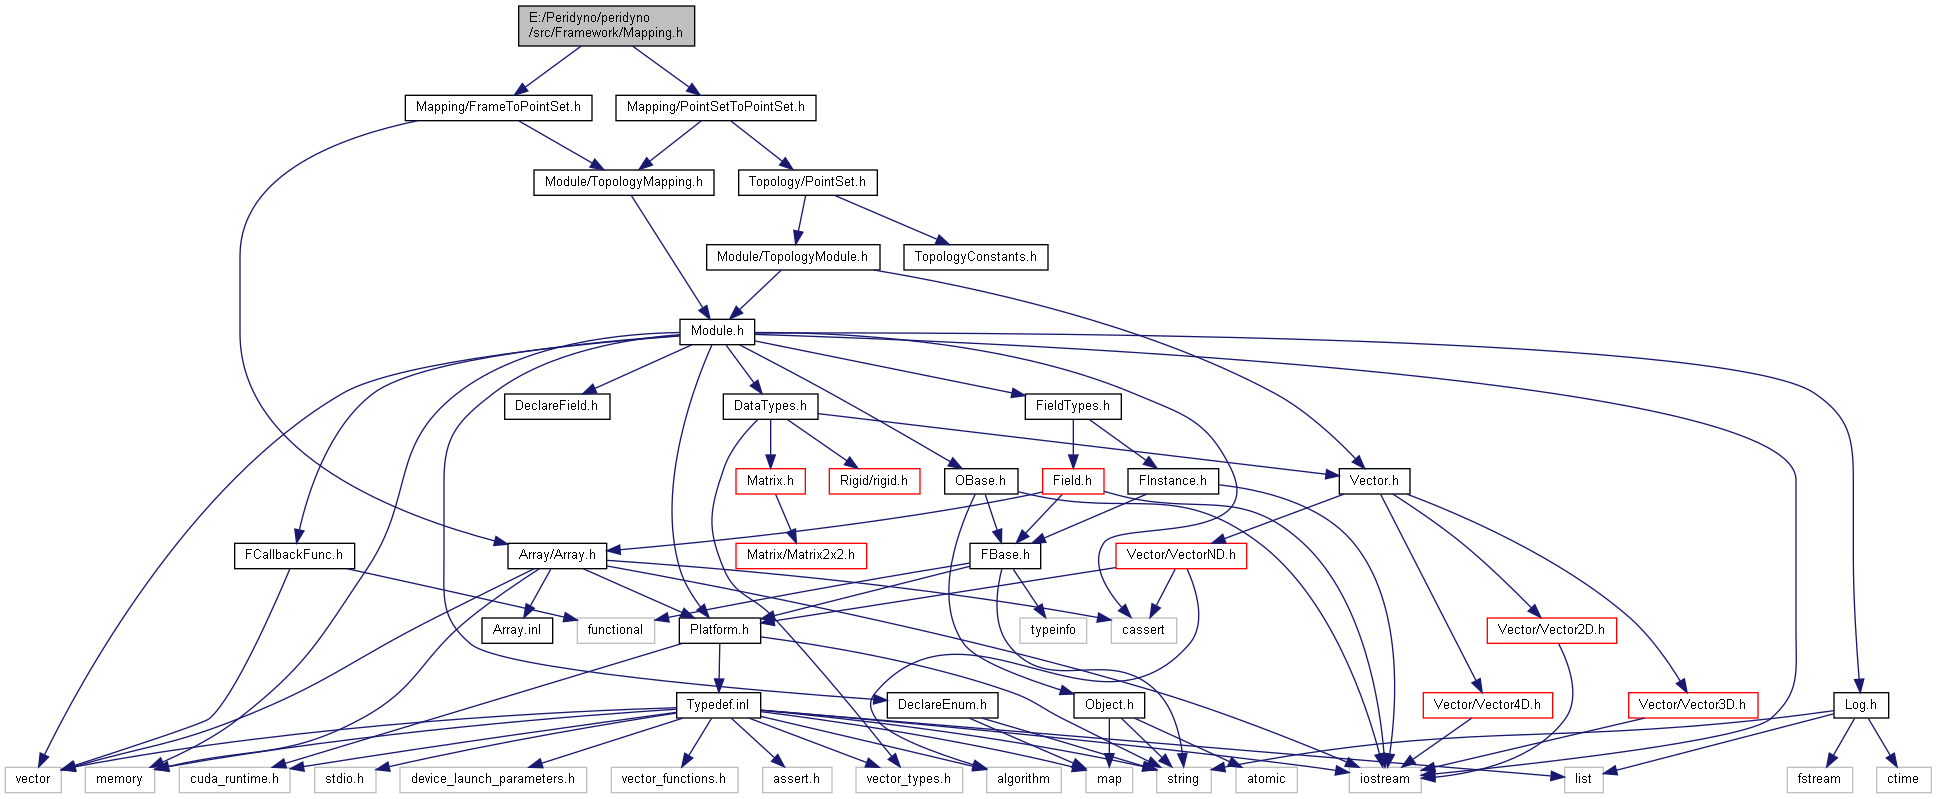 E:/Peridyno/peridyno
/src/Framework/Mapping.h
Mapping/FrameToPointSet.h
Mapping/PointSetToPointSet.h
Module/TopologyMapping.h
Topology/PointSet.h
Module/TopologyModule.h
TopologyConstants.h
Module.h
DeclareField.h
DataTypes.h
FieldTypes.h
Matrix.h
Rigid/rigid.h
OBase.h
Field.h
FInstance.h
Vector.h
FCallbackFunc.h
Array/Array.h
Matrix/Matrix2x2.h
FBase.h
Vector/VectorND.h
Array.inl
functional
Platform.h
typeinfo
cassert
Vector/Vector2D.h
Typedef.inl
DeclareEnum.h
Object.h
Vector/Vector4D.h
Vector/Vector3D.h
Log.h
vector
memory
cuda_runtime.h
stdio.h
device_launch_parameters.h
vector_functions.h
assert.h
vector_types.h
algorithm
map
string
atomic
iostream
list
fstream
ctime